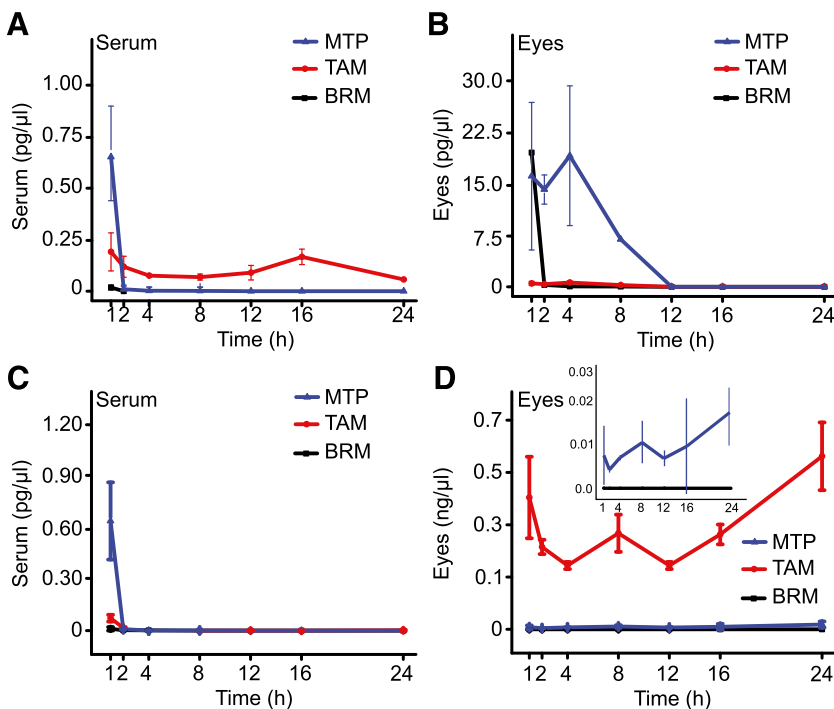 A
Serum
MTP
TAM
BRM
Serum (pg/µl)
1.00
0.75
0.50
0.25
0
1 2 4 8 12 16 24
Time (h)
B
Eyes
MTP
TAM
BRM
Eyes (pg/µl)
30.0
22.5
15.0
7.5
0
1 2 4 8 12 16 24
Time (h)
C
Serum
MTP
TAM
BRM
Serum (pg/µl)
1.20
0.90
0.60
0.30
0
1 2 4 8 12 16 24
Time (h)
D
Eyes
0.03
0.02
0.01
0.0
1 4 8 12 16 24
Eyes (ng/µl)
0.7
0.5
0.3
0.1
0
MTP
TAM
BRM
1 2 4 8 12 16 24
Time (h)